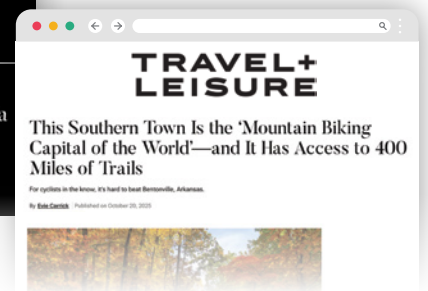 a
TRAVEL+
LEISURE
This Southern Town Is the ‘Mountain Biking
Capital of the World’—and It Has Access to 400
Miles of Trails
For cyclists in the know, it's hard to beat Bentonville, Arkansas.
By Evie Carrick | Published on October 20, 2025